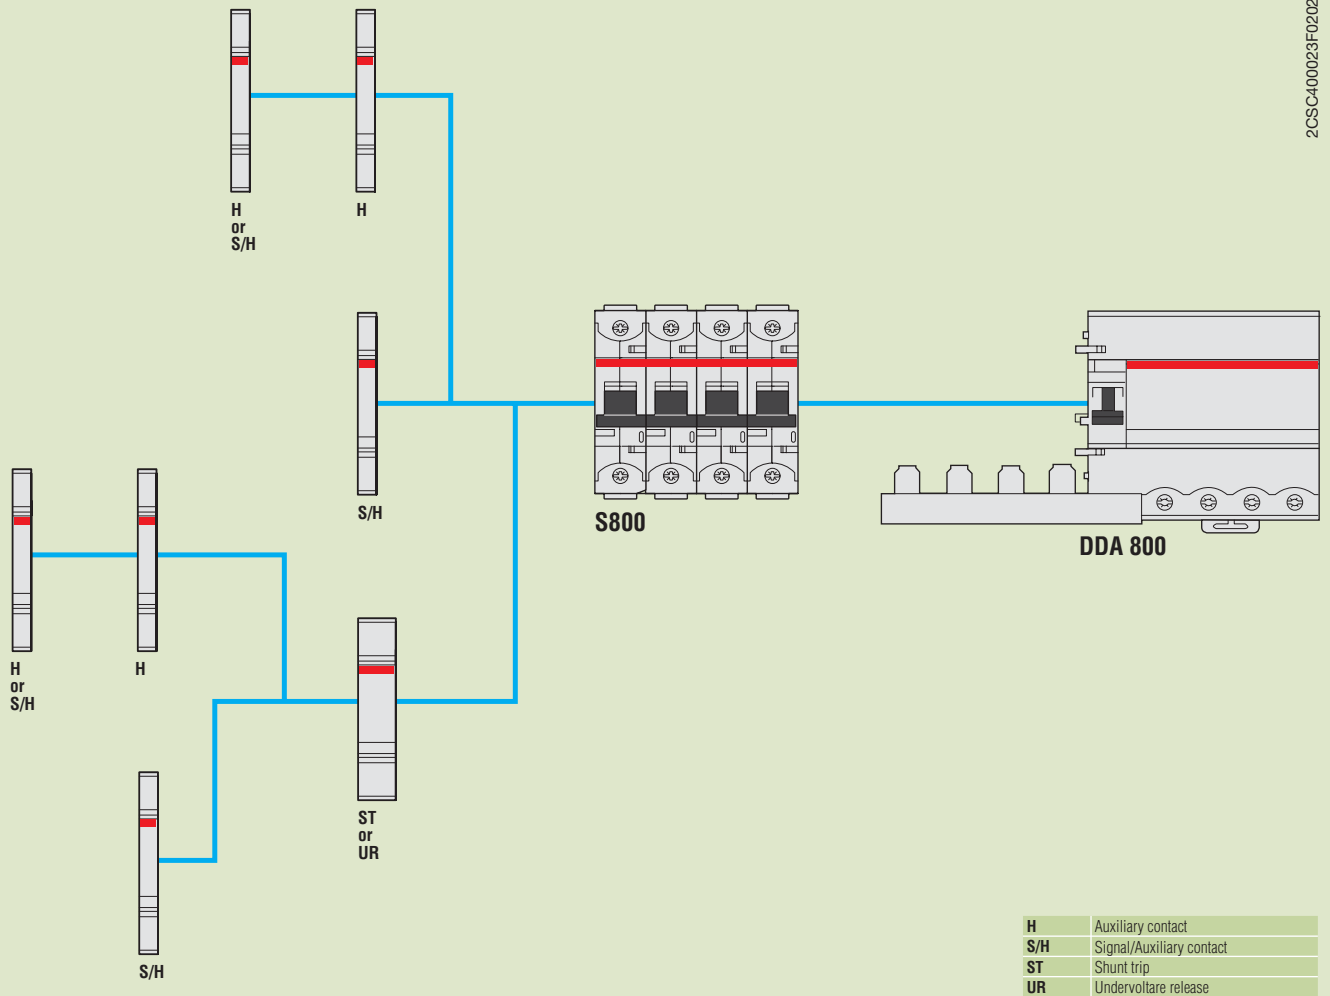 2CSC400023F0202
H
or
S/H
H
S/H
S800
DDA 800
H
or
S/H
H
ST
or
UR
S/H
H Auxiliary contact
S/H Signal/Auxiliary contact
ST Shunt trip
UR Undervoltare release